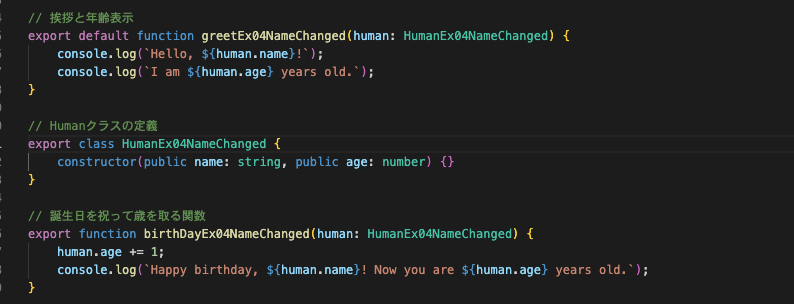 // 挨拶と年齢表示
export default function greetEx04NameChanged(human: HumanEx04NameChanged) {
    console.log(`Hello, ${human.name}!`);
    console.log(`I am ${human.age} years old.`);
}
// Humanクラスの定義
export class HumanEx04NameChanged {
    constructor(public name: string, public age: number) {}
}
// 誕生日を祝って歳を取る関数
export function birthDayEx04NameChanged(human: HumanEx04NameChanged) {
    human.age += 1;
    console.log(`Happy birthday, ${human.name}! Now you are ${human.age} years old.`);
}